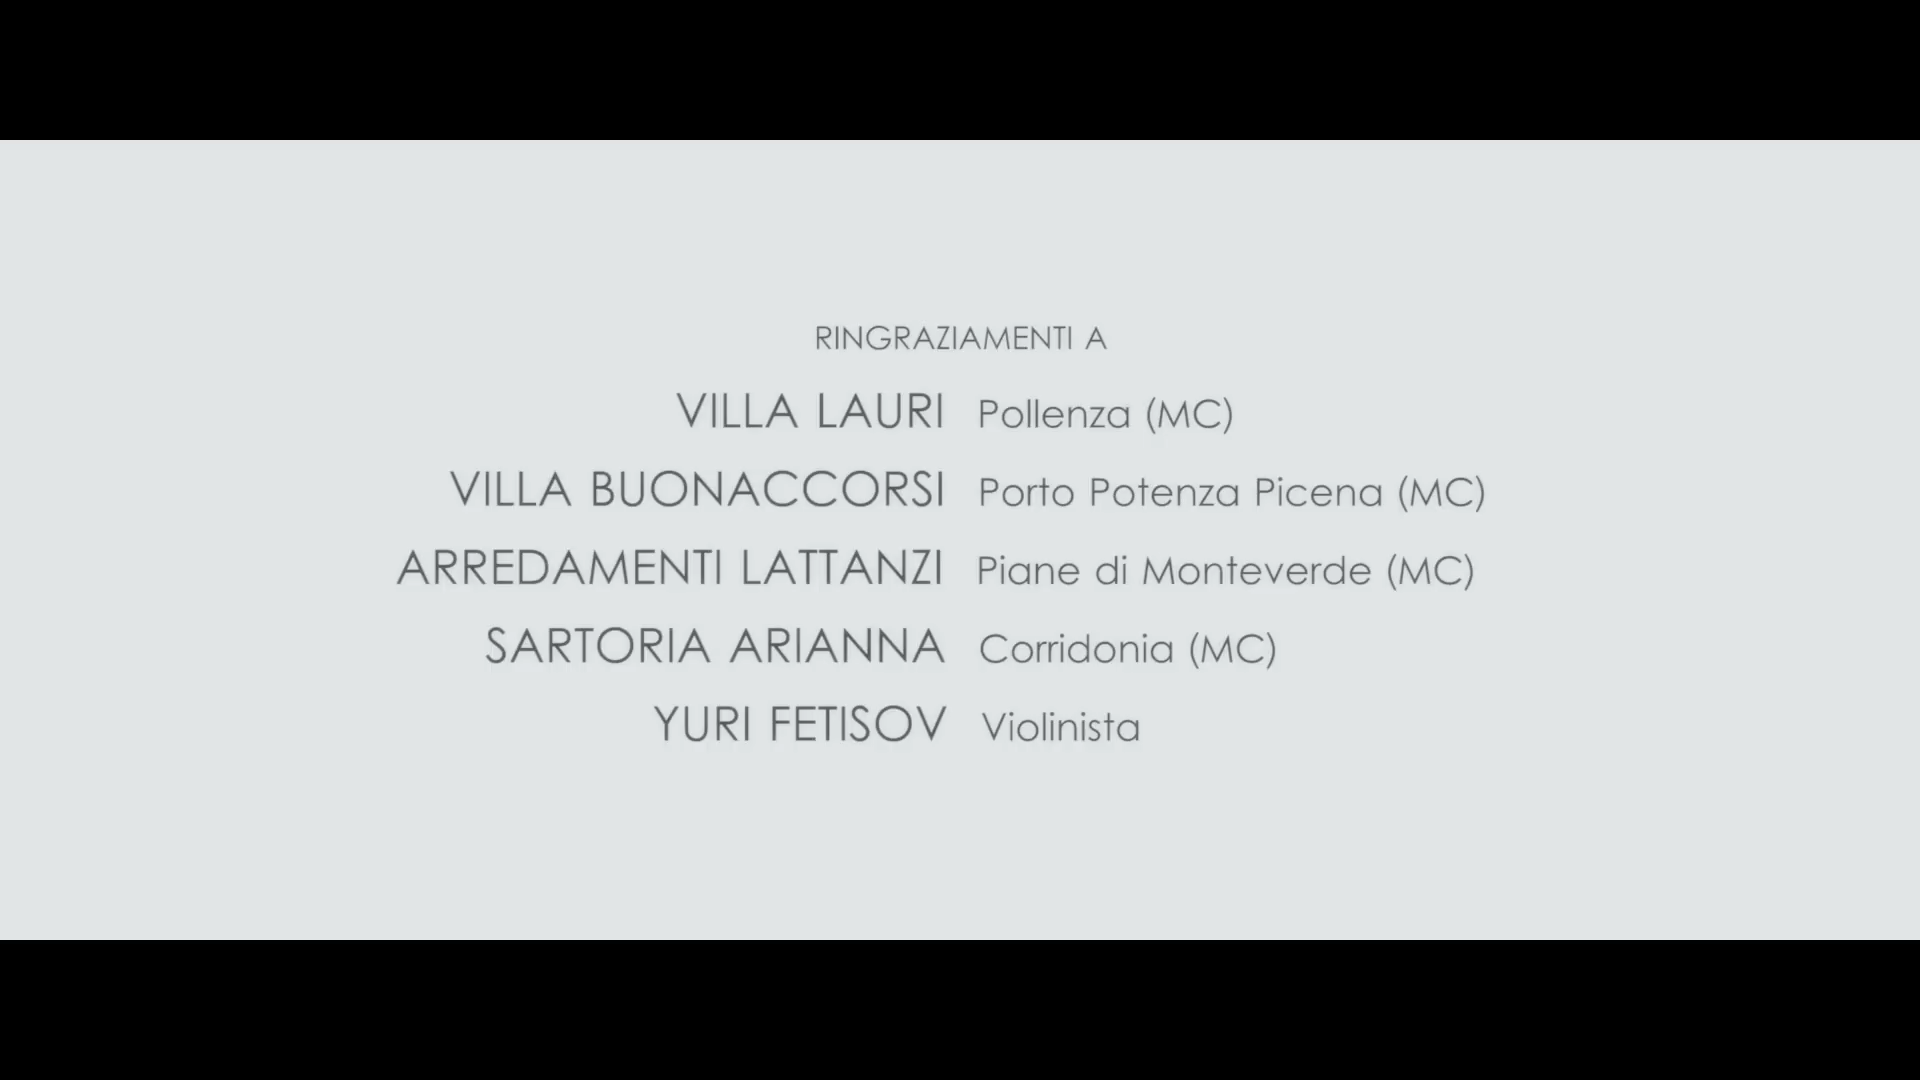 RINGRAZIAMENTI A
VILLA LAURI Pollenza (MC)
VILLA BUONACCORSI Porto Potenza Picena (MC)
ARREDAMENTI LATTANZI Piane di Monteverde (MC)
SARTORIA ARIANNA Corridonia (MC)
YURI FETISOV Violinista